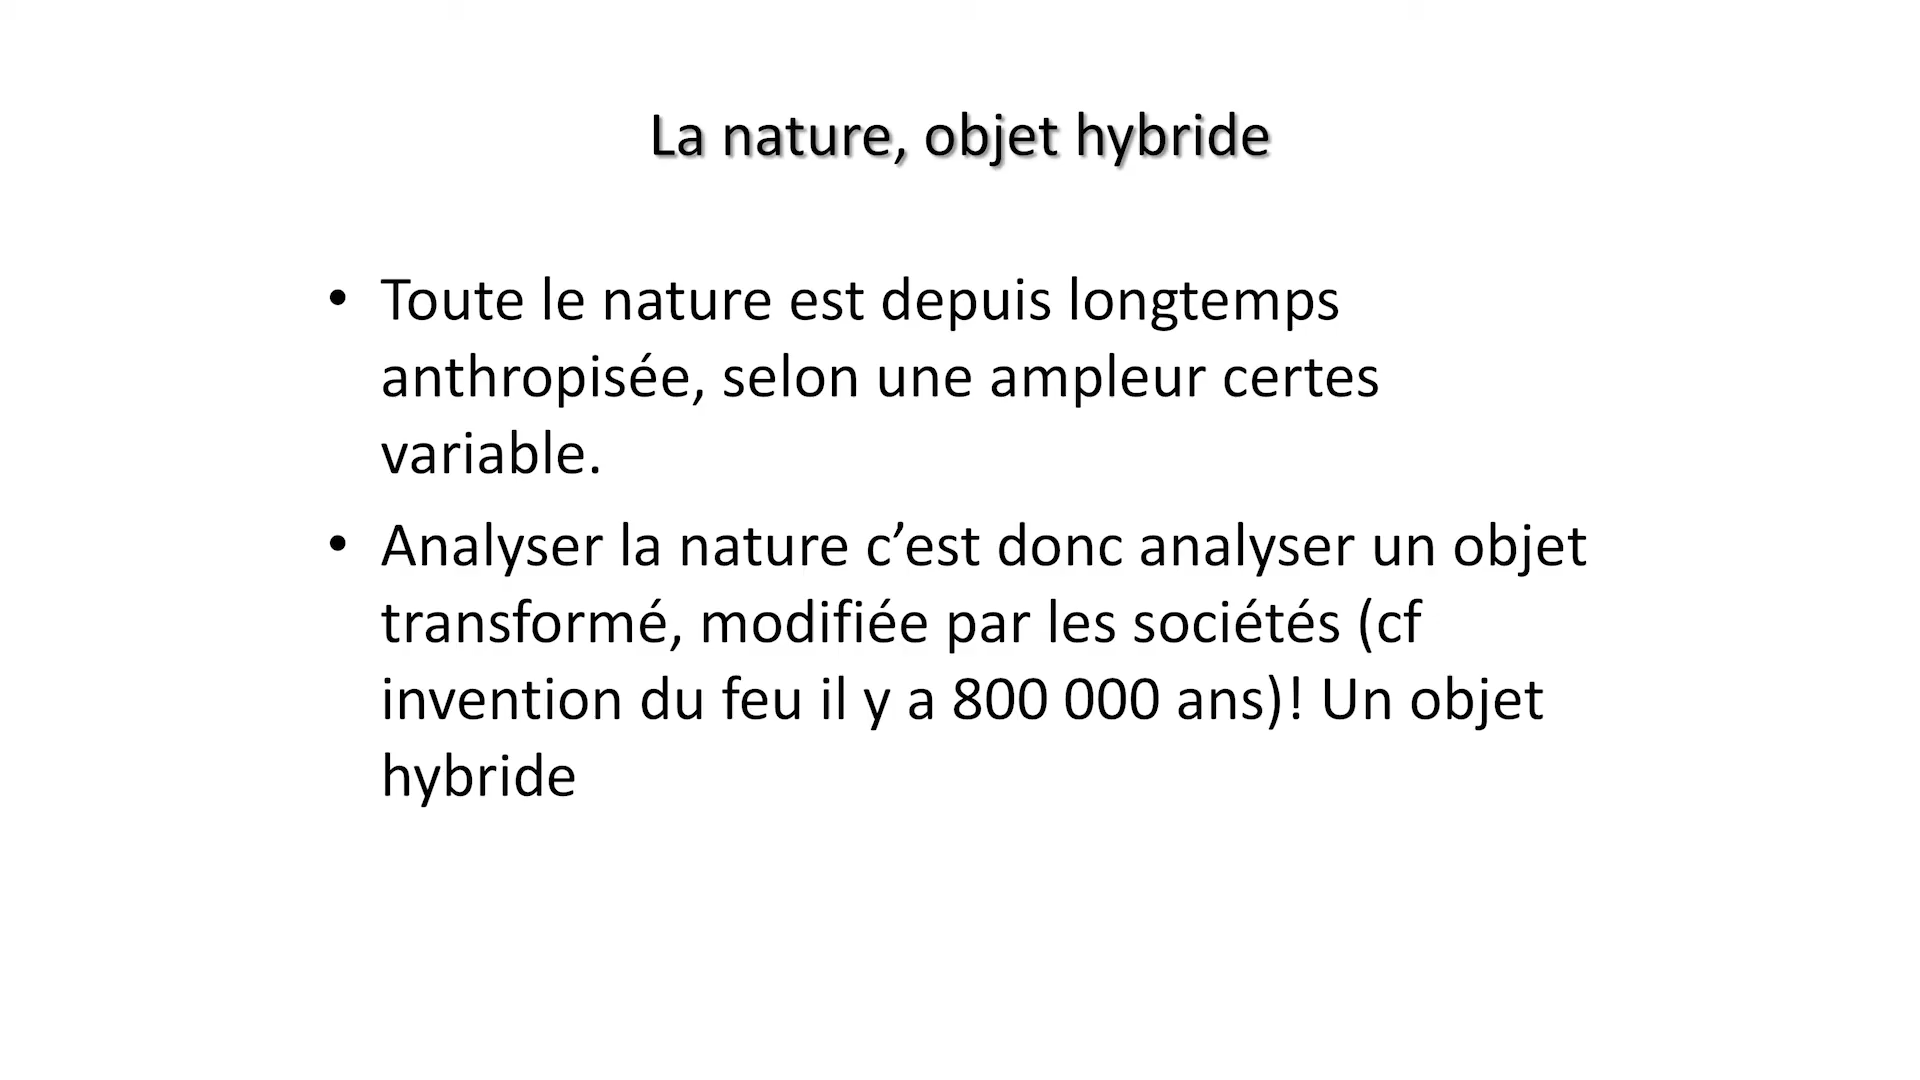 La nature, objet hybride
• Toute le nature est depuis longtemps
anthropisée, selon une ampleur certes
variable.
• Analyser la nature c’est donc analyser un objet
transformé, modifiée par les sociétés (cf
invention du feu il y a 800 000 ans)! Un objet
hybride